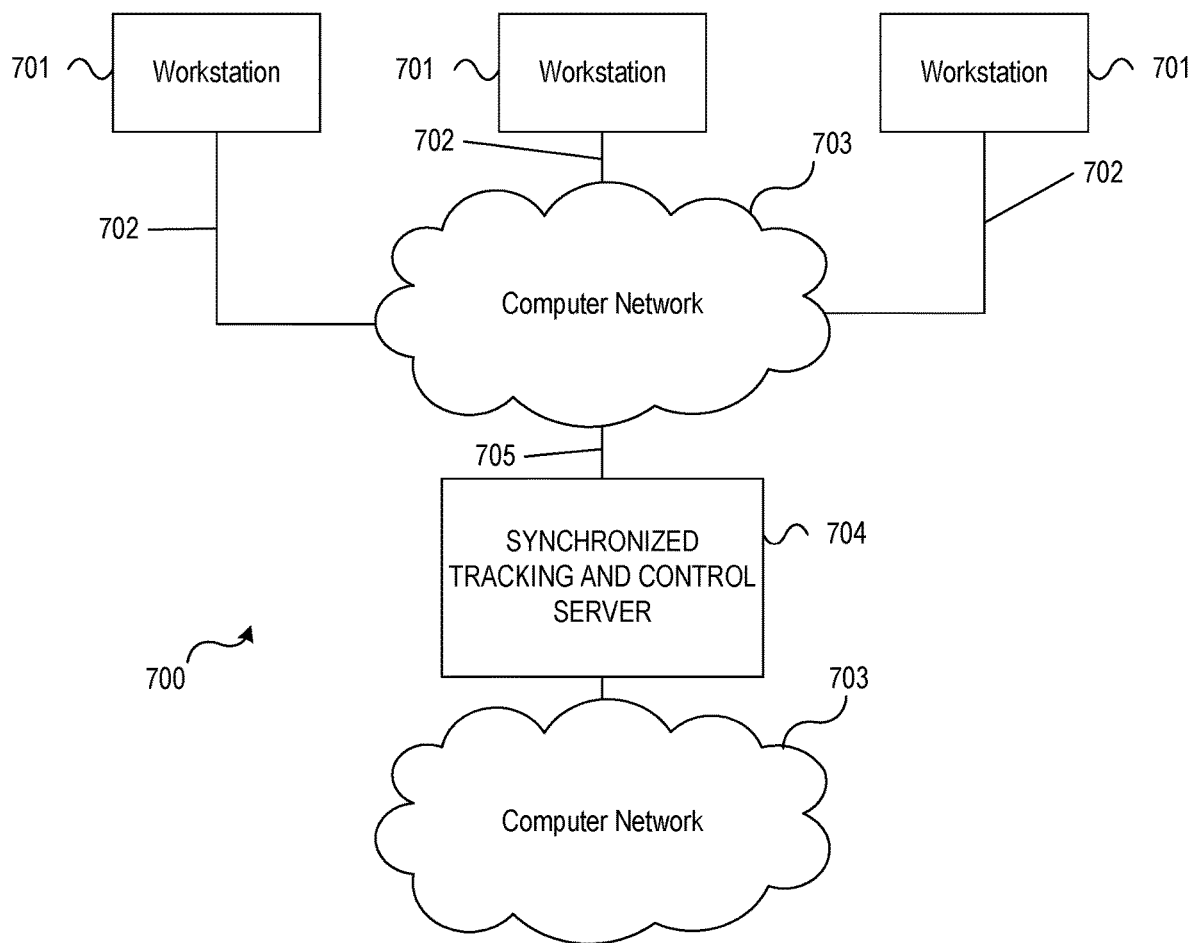 701
Workstation
701
Workstation
Workstation
701
702
703
702
702
Computer Network
705
SYNCHRONIZED
TRACKING AND CONTROL
SERVER
704
700
703
Computer Network